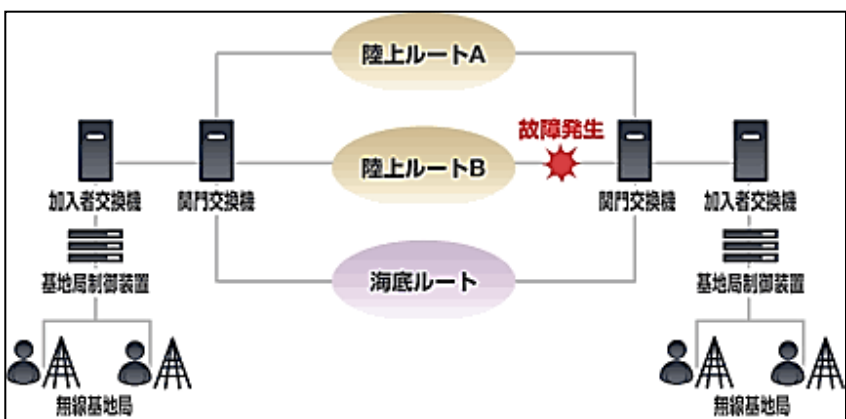 陸上ルートA
故障発生
陸上ルートB
加入者交換機
関門交換機
関門交換機
加入者交換機
基地局制御装置
海底ルート
基地局制御装置
無線基地局
無線基地局